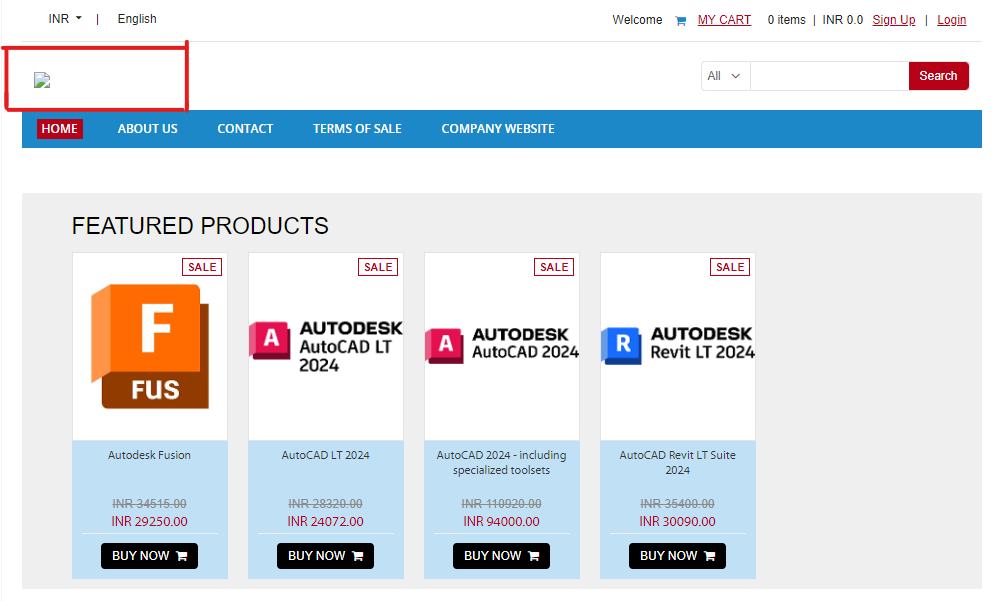 INR | English
Welcome MY CART 0 items | INR 0.0 Sign Up | Login
All Search
HOME ABOUT US CONTACT TERMS OF SALE COMPANY WEBSITE
FEATURED PRODUCTS
SALE SALE SALE SALE
F
FUS
A AUTODESK
AutoCAD LT
2024
A AUTODESK
AutoCAD 2024
R AUTODESK
Revit LT 2024
Autodesk Fusion
INR 34515.00
INR 29250.00
BUY NOW
AutoCAD LT 2024
INR 28320.00
INR 24072.00
BUY NOW
AutoCAD 2024 - including
specialized toolsets
INR 110920.00
INR 94000.00
BUY NOW
AutoCAD Revit LT Suite
2024
INR 35400.00
INR 30090.00
BUY NOW